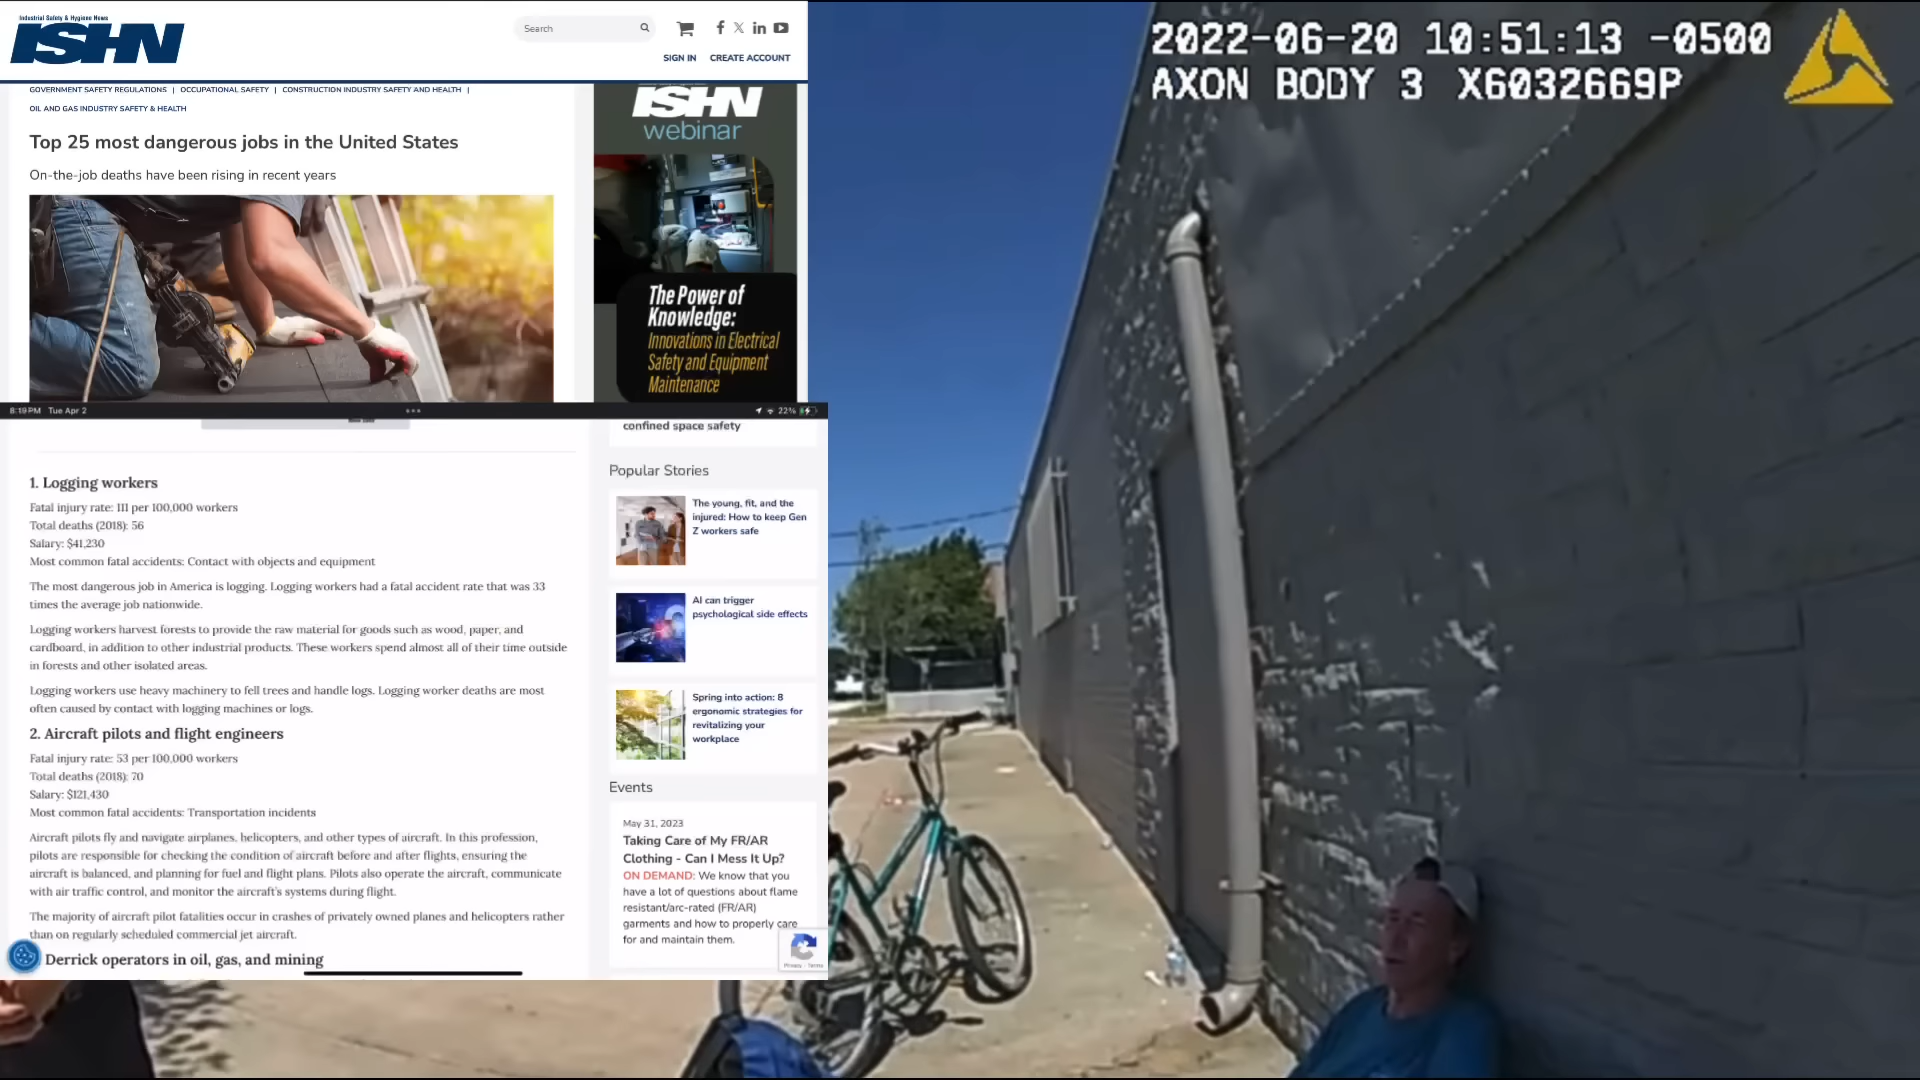 Industrial Safety & Hygiene News
ISHN
Search
SIGN IN CREATE ACCOUNT
GOVERNMENT SAFETY REGULATIONS | OCCUPATIONAL SAFETY | CONSTRUCTION INDUSTRY SAFETY AND HEALTH |
OIL AND GAS INDUSTRY SAFETY & HEALTH
Top 25 most dangerous jobs in the United States
On-the-job deaths have been rising in recent years
ISHN
webinar
The Power of
Knowledge:
Innovations in Electrical
Safety and Equipment
Maintenance
2022-06-20 10:51:13 -0500
AXON BODY 3 X6032669P
8:19 PM Tue Apr 2
22%
1. Logging workers
Fatal injury rate: 111 per 100,000 workers
Total deaths (2018): 56
Salary: $41,230
Most common fatal accidents: Contact with objects and equipment
The most dangerous job in America is logging. Logging workers had a fatal accident rate that was 33
times the average job nationwide.
Logging workers harvest forests to provide the raw material for goods such as wood, paper, and
cardboard, in addition to other industrial products. These workers spend almost all of their time outside
in forests and other isolated areas.
Logging workers use heavy machinery to fell trees and handle logs. Logging worker deaths are most
often caused by contact with logging machines or logs.
2. Aircraft pilots and flight engineers
Fatal injury rate: 53 per 100,000 workers
Total deaths (2018): 70
Salary: $121,430
Most common fatal accidents: Transportation incidents
Aircraft pilots fly and navigate airplanes, helicopters, and other types of aircraft. In this profession,
pilots are responsible for checking the condition of aircraft before and after flights, ensuring the
aircraft is balanced, and planning for fuel and flight plans. Pilots also operate the aircraft, communicate
with air traffic control, and monitor the aircraft's systems during flight.
The majority of aircraft pilot fatalities occur in crashes of privately owned planes and helicopters rather
than on regularly scheduled commercial jet aircraft.
Derrick operators in oil, gas, and mining
confined space safety
Popular Stories
The young, fit, and the
injured: How to keep Gen
Z workers safe
AI can trigger
psychological side effects
Spring into action: 8
ergonomic strategies for
revitalizing your
workplace
Events
May 31, 2023
Taking Care of My FR/AR
Clothing - Can I Mess It Up?
ON DEMAND: We know that you
have a lot of questions about flame
resistant/arc-rated (FR/AR)
garments and how to properly care
for and maintain them.
Privacy - Terms